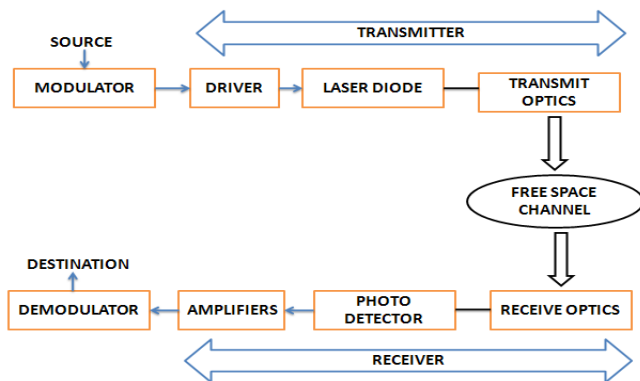 SOURCE
TRANSMITTER
MODULATOR
DRIVER
LASER DIODE
TRANSMIT
OPTICS
FREE SPACE
CHANNEL
DESTINATION
DEMODULATOR
AMPLIFIERS
PHOTO
DETECTOR
RECEIVE OPTICS
RECEIVER